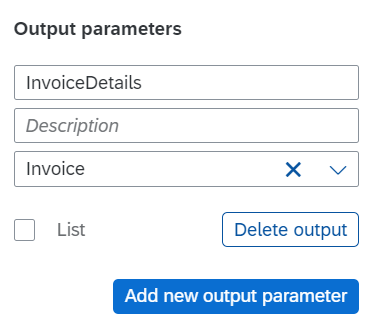 Output parameters
InvoiceDetails
Description
Invoice
List
Delete output
Add new output parameter